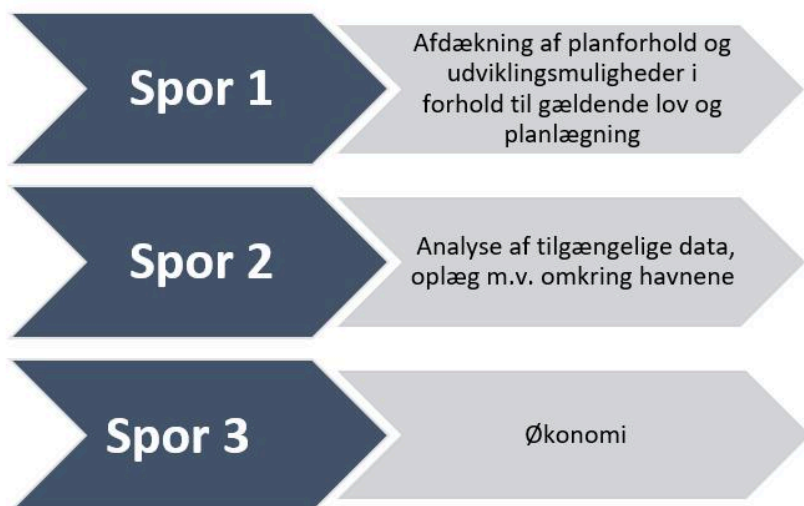 Spor 1
Afdækning af planforhold og
udviklingsmuligheder i
forhold til gældende lov og
planlægning
Spor 2
Analyse af tilgængelige data,
oplæg m.v. omkring havnene
Spor 3
Økonomi